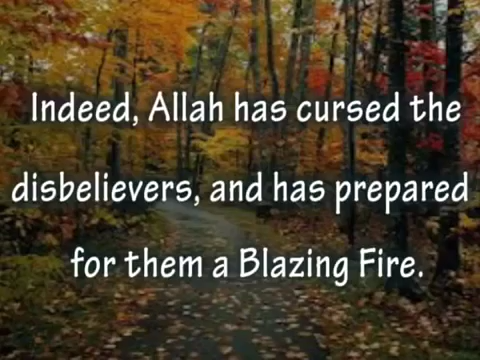 Indeed, Allah has cursed the
disbelievers, and has prepared
for them a Blazing Fire.